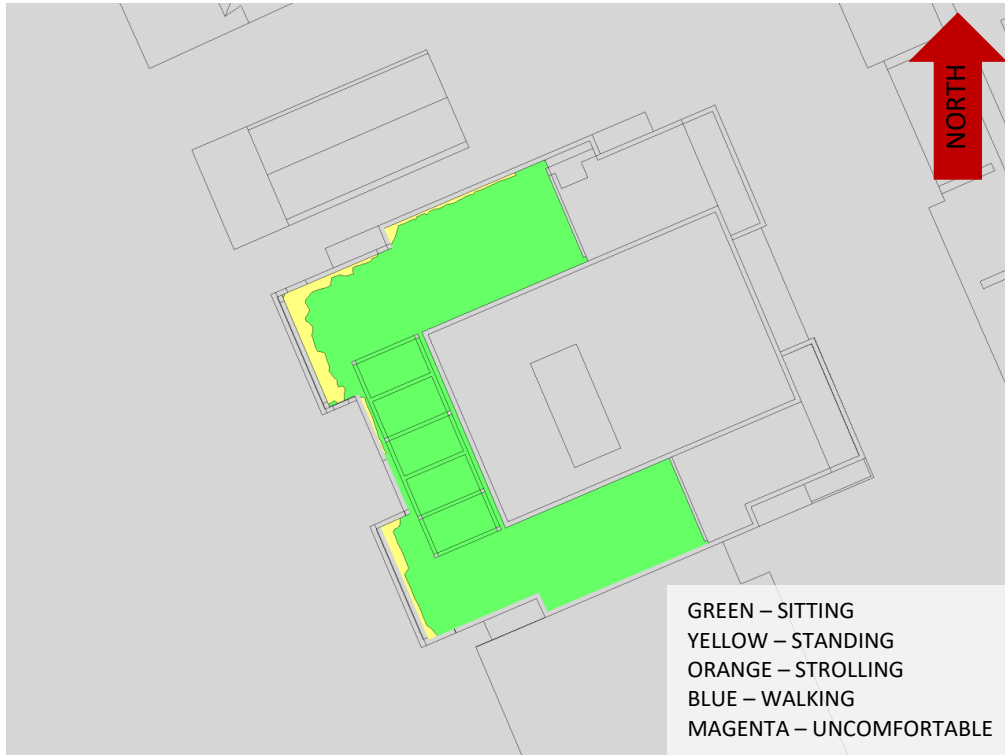 NORTH
GREEN – SITTING
YELLOW – STANDING
ORANGE – STROLLING
BLUE – WALKING
MAGENTA – UNCOMFORTABLE